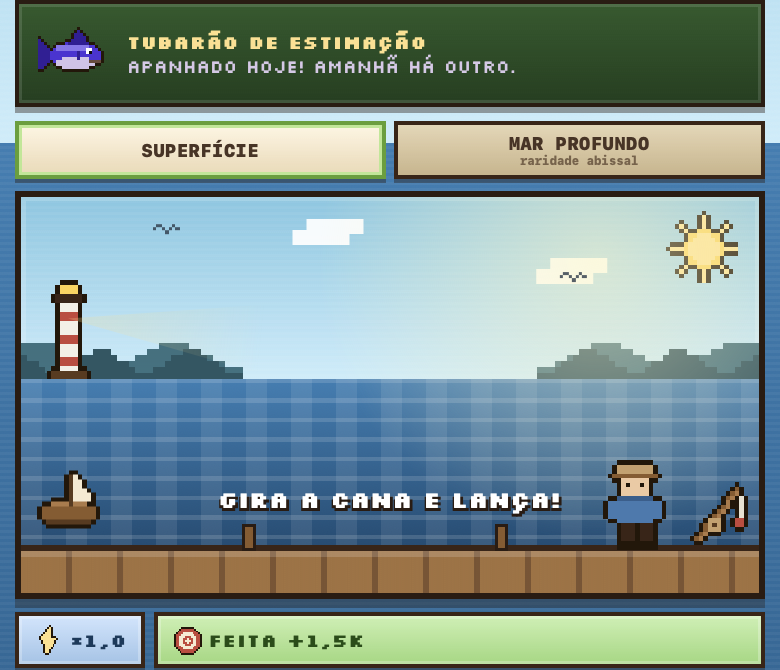 TUBARÃO DE ESTIMAÇÃO
APANHADO HOJE! AMANHÃ HÁ OUTRO.
SUPERFÍCIE
MAR PROFUNDO
raridade abissal
GIRA A CANA E LANÇA!
×1,0
FEITA +1,5K